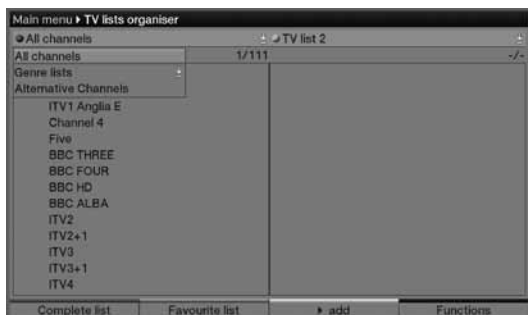 Main menu ▸ TV lists organiser
All channels
TV list 2
All channels
1/111
-/-
Genre lists
Alternative Channels
ITV1 Anglia E
Channel 4
Five
BBC THREE
BBC FOUR
BBC HD
BBC ALBA
ITV2
ITV2+1
ITV3
ITV3+1
ITV4
Complete list
Favourite list
▸ add
Functions